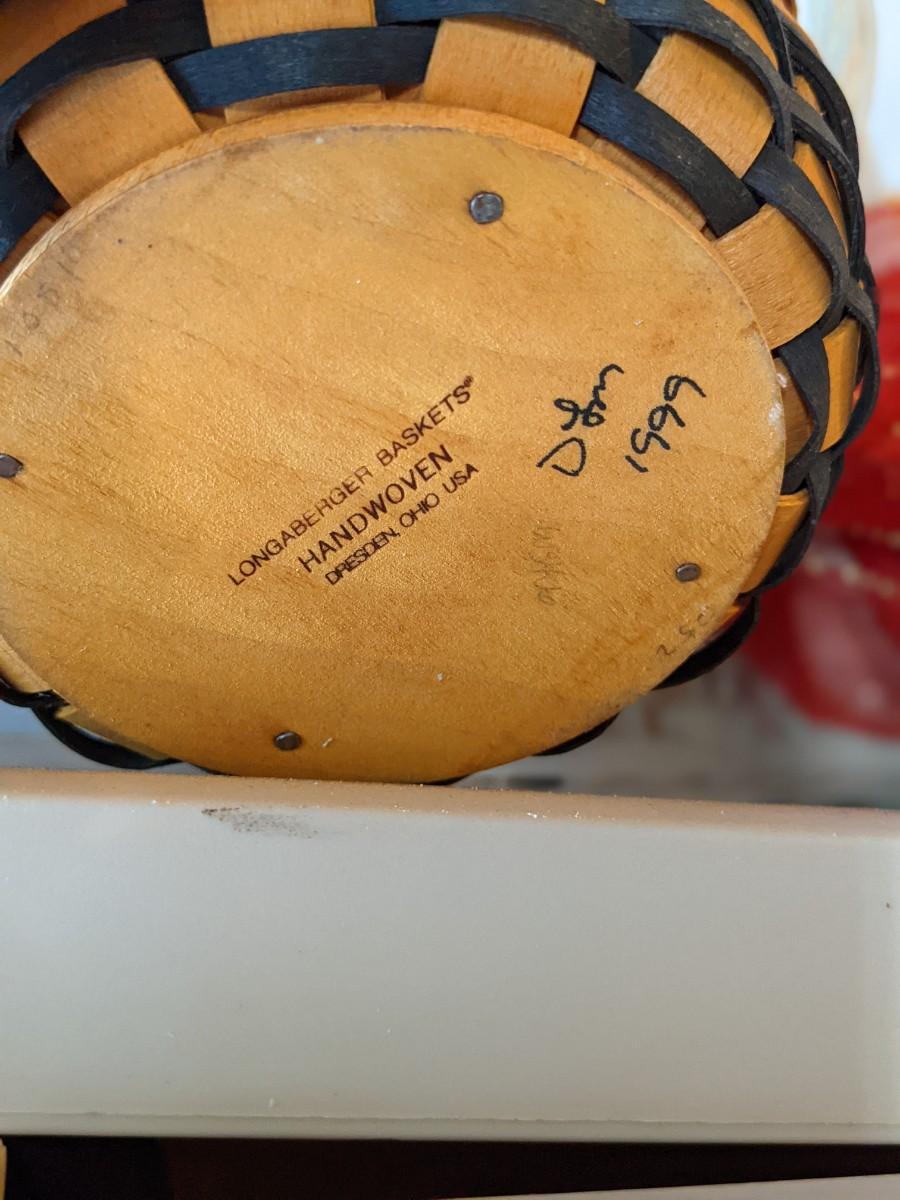 LONGABERGER BASKETS®
HANDWOVEN
DRESDEN, OHIO USA
1999